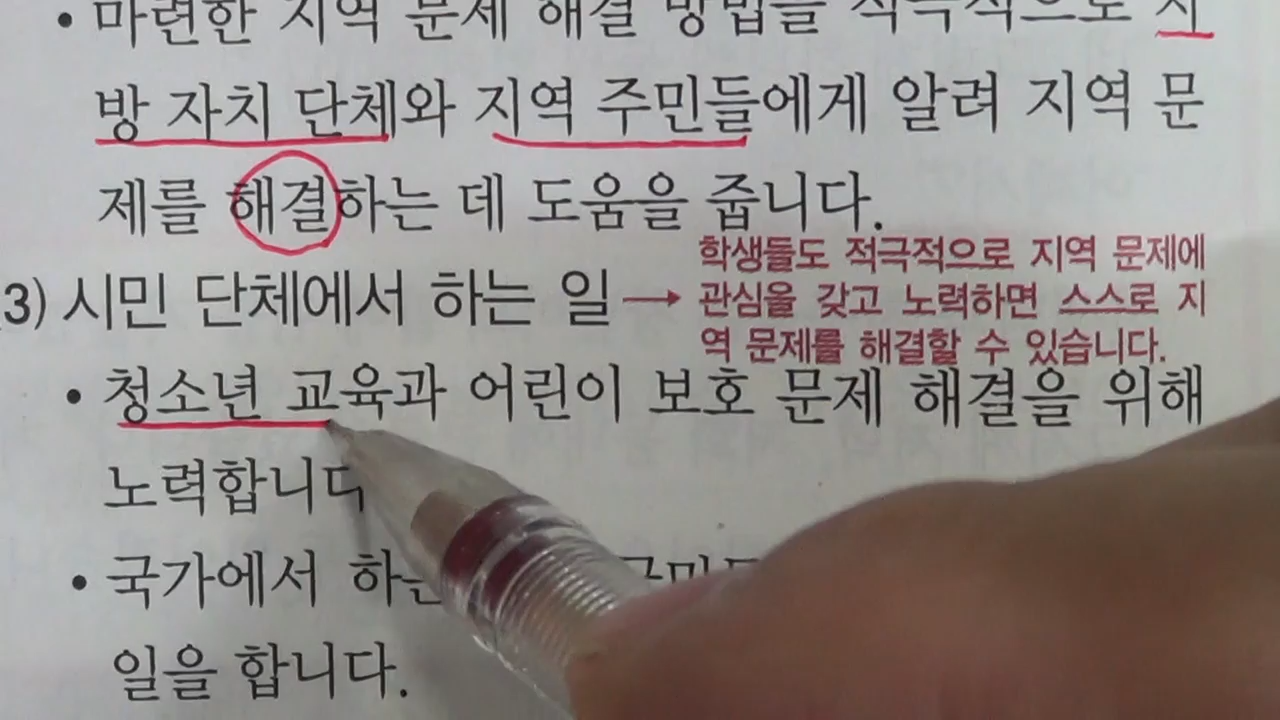 • 마련한 지역 문제 해결 방법을 적극적으로 지
방 자치 단체와 지역 주민들에게 알려 지역 문
제를 해결하는 데 도움을 줍니다.
3) 시민 단체에서 하는 일 → 학생들도 적극적으로 지역 문제에
관심을 갖고 노력하면 스스로 지
역 문제를 해결할 수 있습니다.
• 청소년 교육과 어린이 보호 문제 해결을 위해
노력합니다
• 국가에서 하는
일을 합니다.